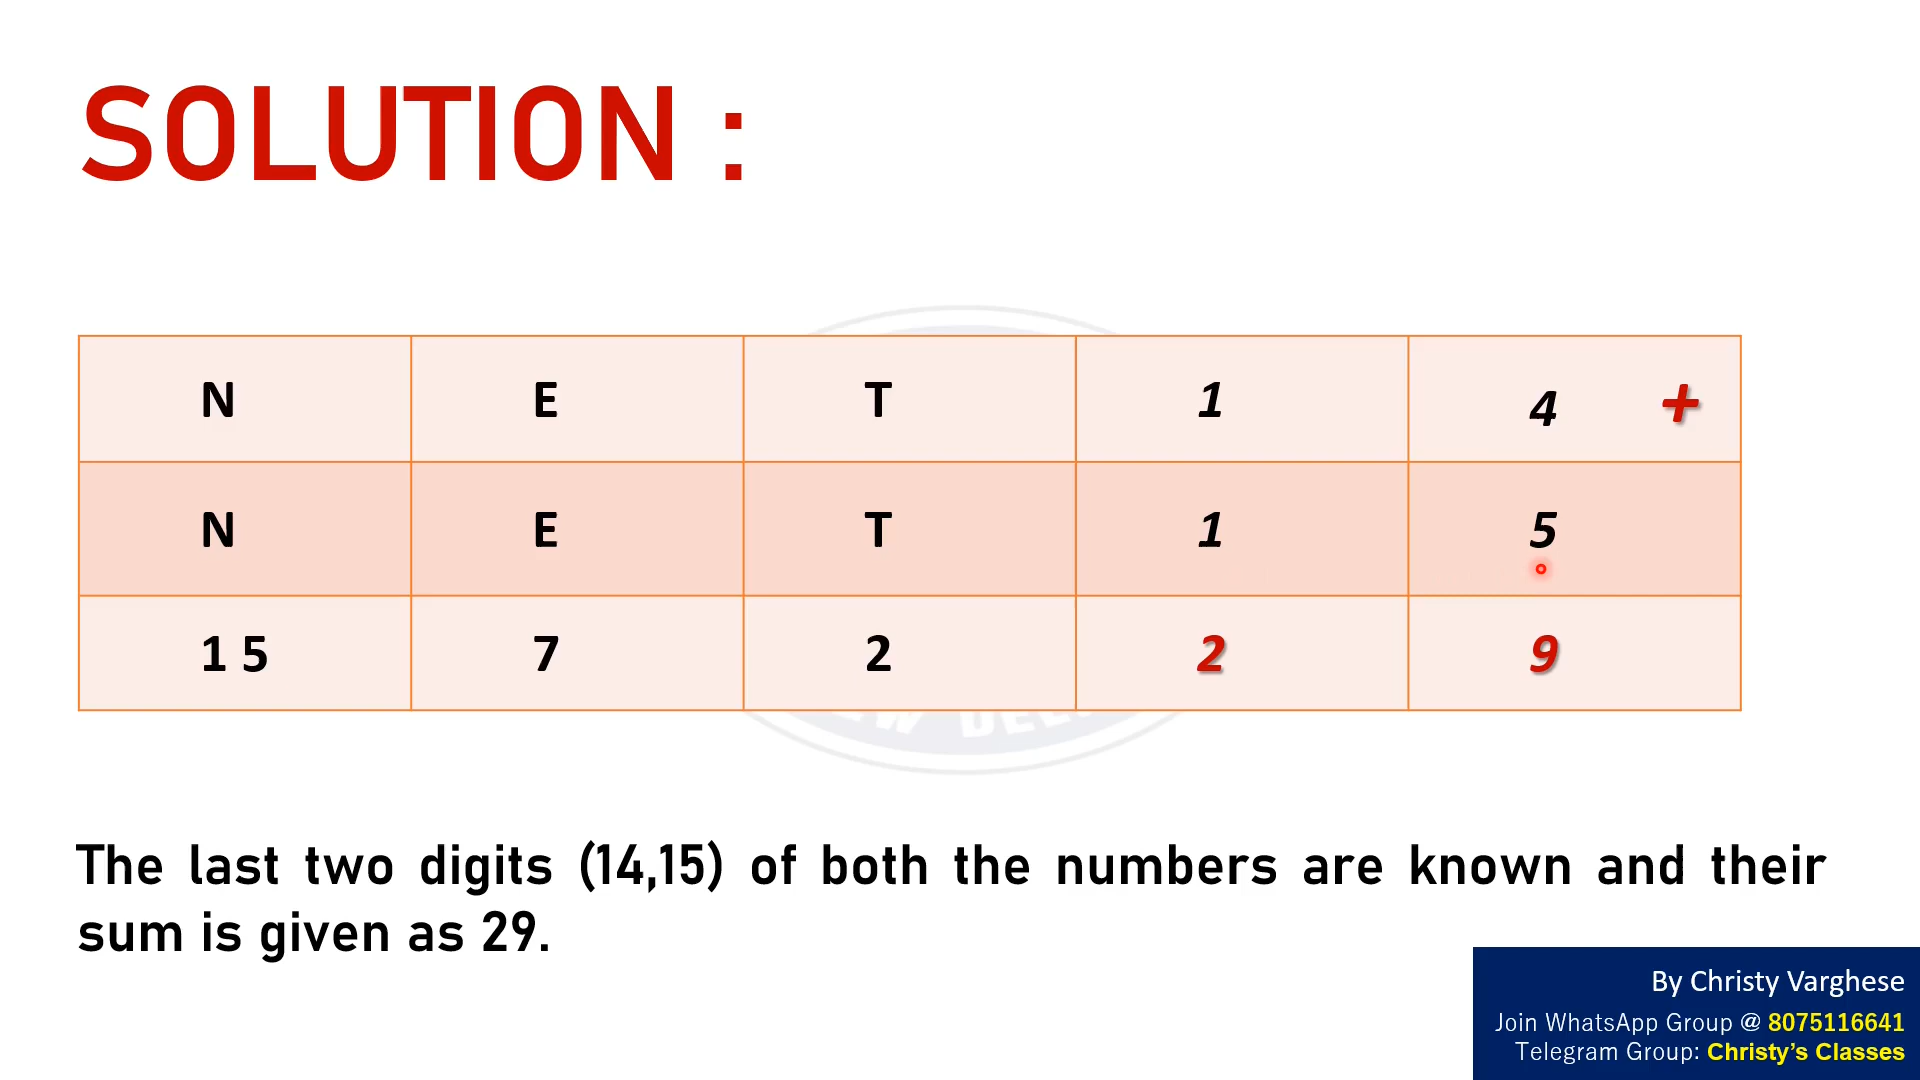 SOLUTION :
N E T 1 4 +
N E T 1 5
1 5 7 2 2 9
The last two digits (14,15) of both the numbers are known and their
sum is given as 29.
By Christy Varghese
Join WhatsApp Group @ 8075116641
Telegram Group: Christy's Classes